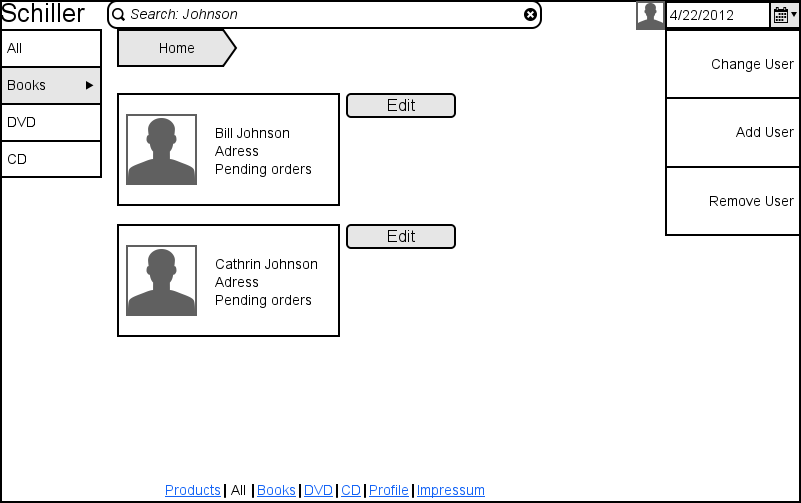 Schiller
Search: Johnson
4/22/2012
All
Books
DVD
CD
Home
Change User
Add User
Remove User
Bill Johnson
Adress
Pending orders
Edit
Cathrin Johnson
Adress
Pending orders
Edit
Products | All | Books | DVD | CD | Profile | Impressum